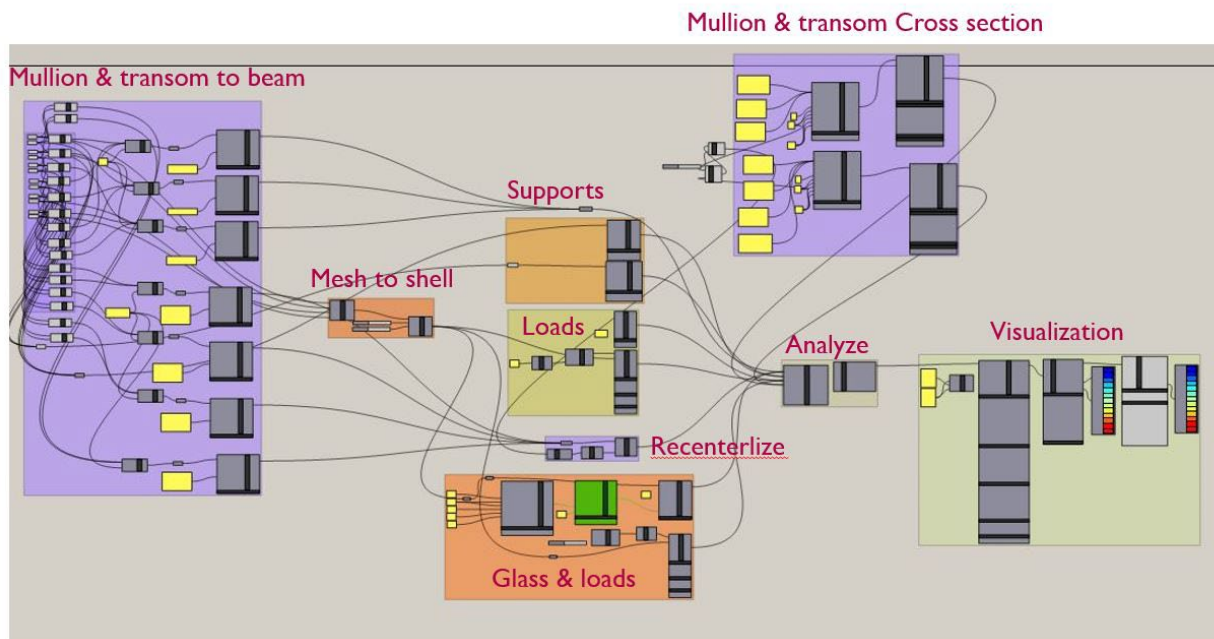 Mullion & transom Cross section
Mullion & transom to beam
Supports
Mesh to shell
Loads
Analyze
Visualization
Recenterlize
Glass & loads